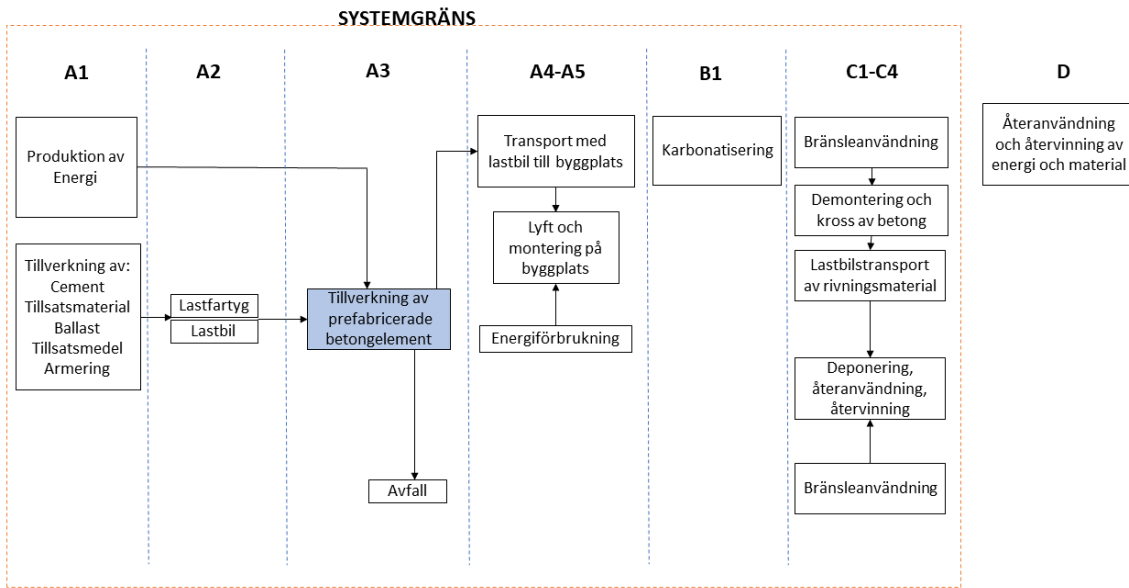 SYSTEMGRÄNS
A1
A2
A3
A4-A5
B1
C1-C4
D
Produktion av
Energi
Tillverkning av:
Cement
Tillsatsmaterial
Ballast
Tillsatsmedel
Armering
Lastfartyg
Lastbil
Tillverkning av
prefabricerade
betongelement
Avfall
Transport med
lastbil till byggplats
Lyft och
montering på
byggplats
Energiförbrukning
Karbonatisering
Bränsleanvändning
Demontering och
kross av betong
Lastbilstransport
av rivningsmaterial
Deponering,
återanvändning,
återvinning
Bränsleanvändning
Återanvändning
och återvinning av
energi och material